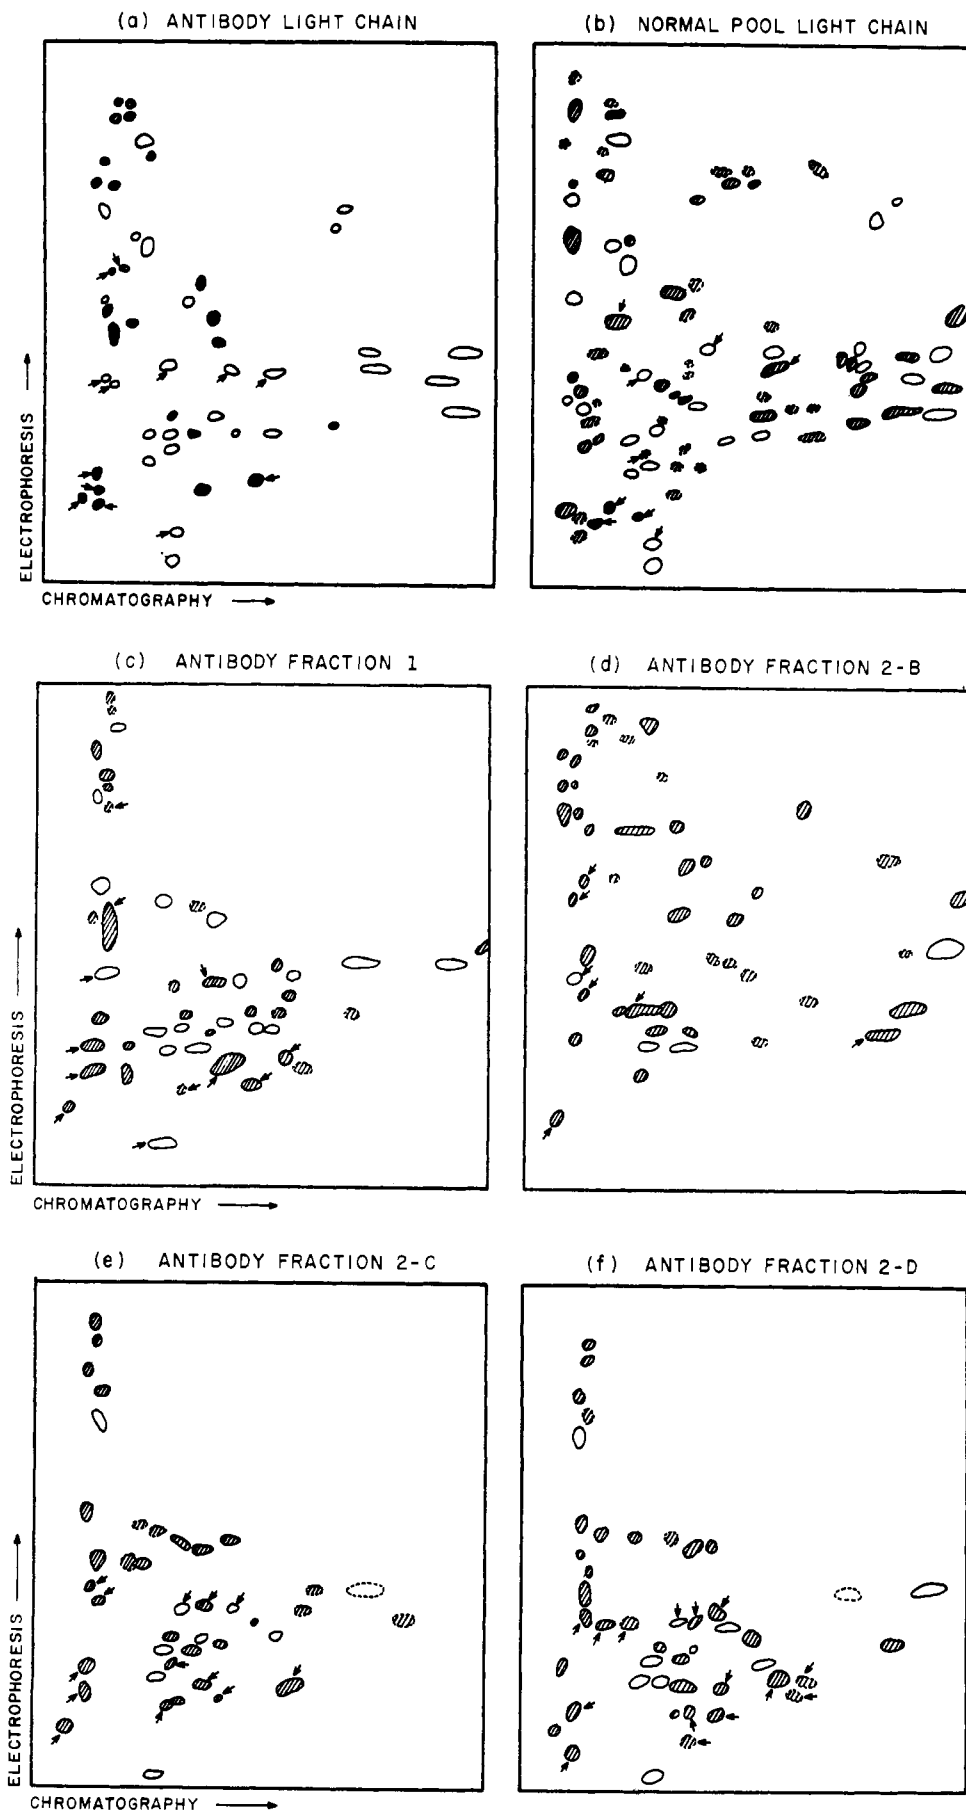 (a) ANTIBODY LIGHT CHAIN
(b) NORMAL POOL LIGHT CHAIN
ELECTROPHORESIS
CHROMATOGRAPHY
(c) ANTIBODY FRACTION 1
(d) ANTIBODY FRACTION 2-B
ELECTROPHORESIS
CHROMATOGRAPHY
(e) ANTIBODY FRACTION 2-C
(f) ANTIBODY FRACTION 2-D
ELECTROPHORESIS
CHROMATOGRAPHY